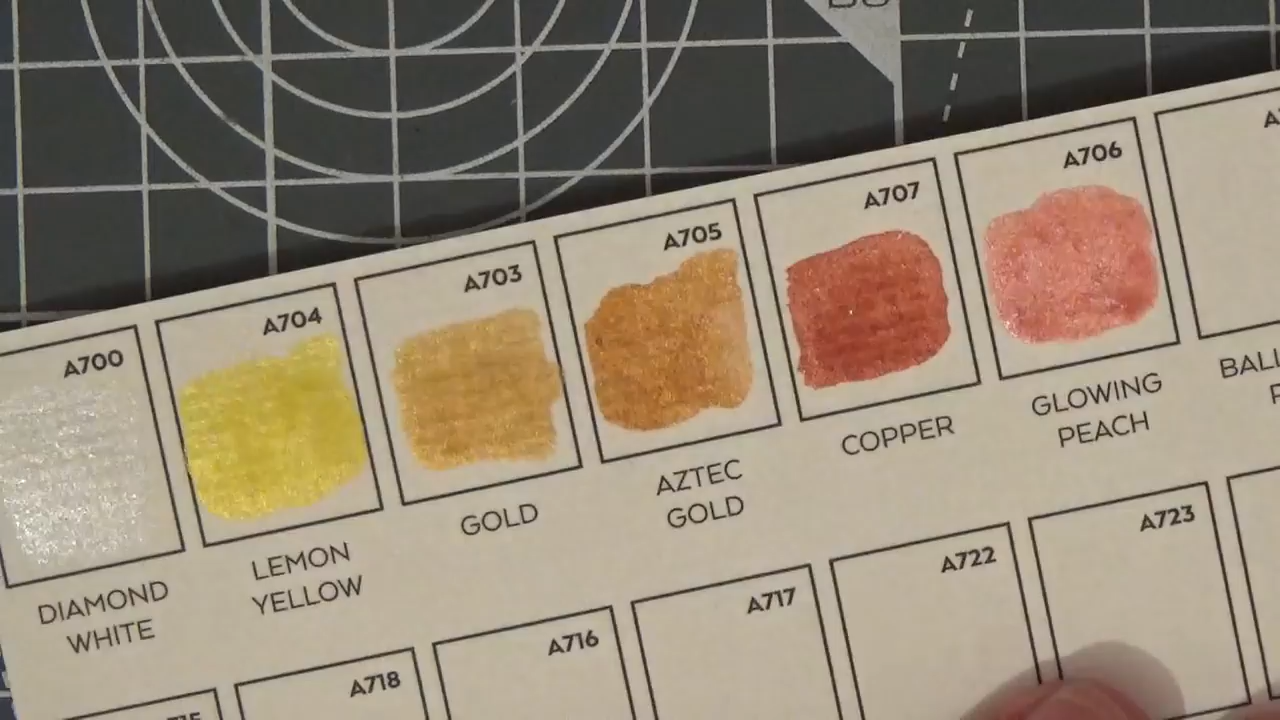 A700
A704
A703
A705
A707
A706
DIAMOND
WHITE
LEMON
YELLOW
GOLD
AZTEC
GOLD
COPPER
GLOWING
PEACH
A718
A716
A717
A722
A723